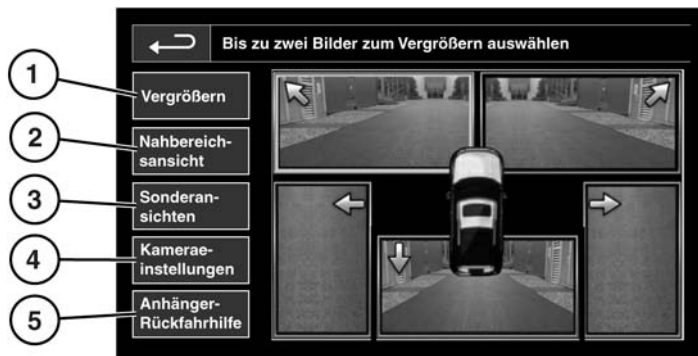 Bis zu zwei Bilder zum Vergrößern auswählen
1
Vergrößern
2
Nahbereich-
sansicht
3
Sonderan-
sichten
4
Kamerae-
instellungen
5
Anhänger-
Rückfahrhilfe